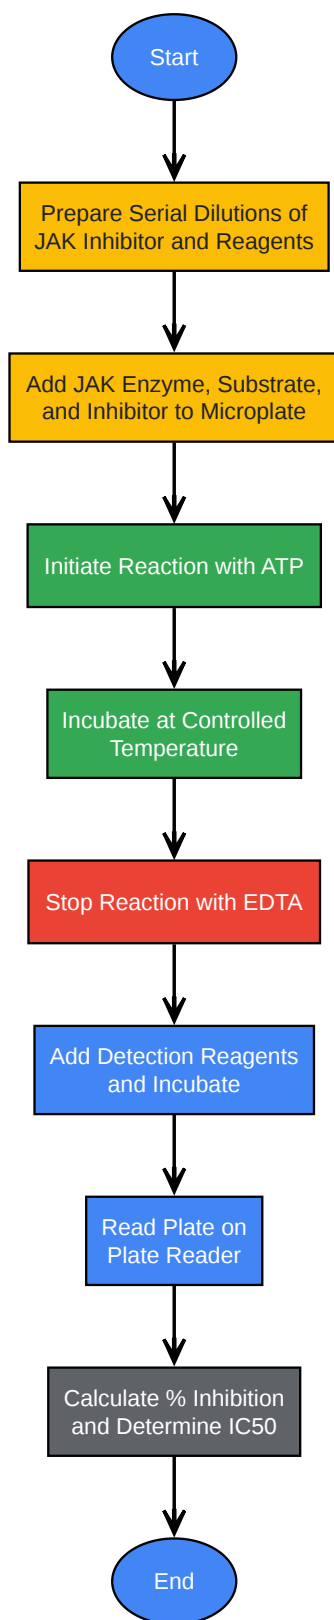 Start
Prepare Serial Dilutions of
JAK Inhibitor and Reagents
Add JAK Enzyme, Substrate,
and Inhibitor to Microplate
Initiate Reaction with ATP
Incubate at Controlled
Temperature
Stop Reaction with EDTA
Add Detection Reagents
and Incubate
Read Plate on
Plate Reader
Calculate % Inhibition
and Determine IC50
End